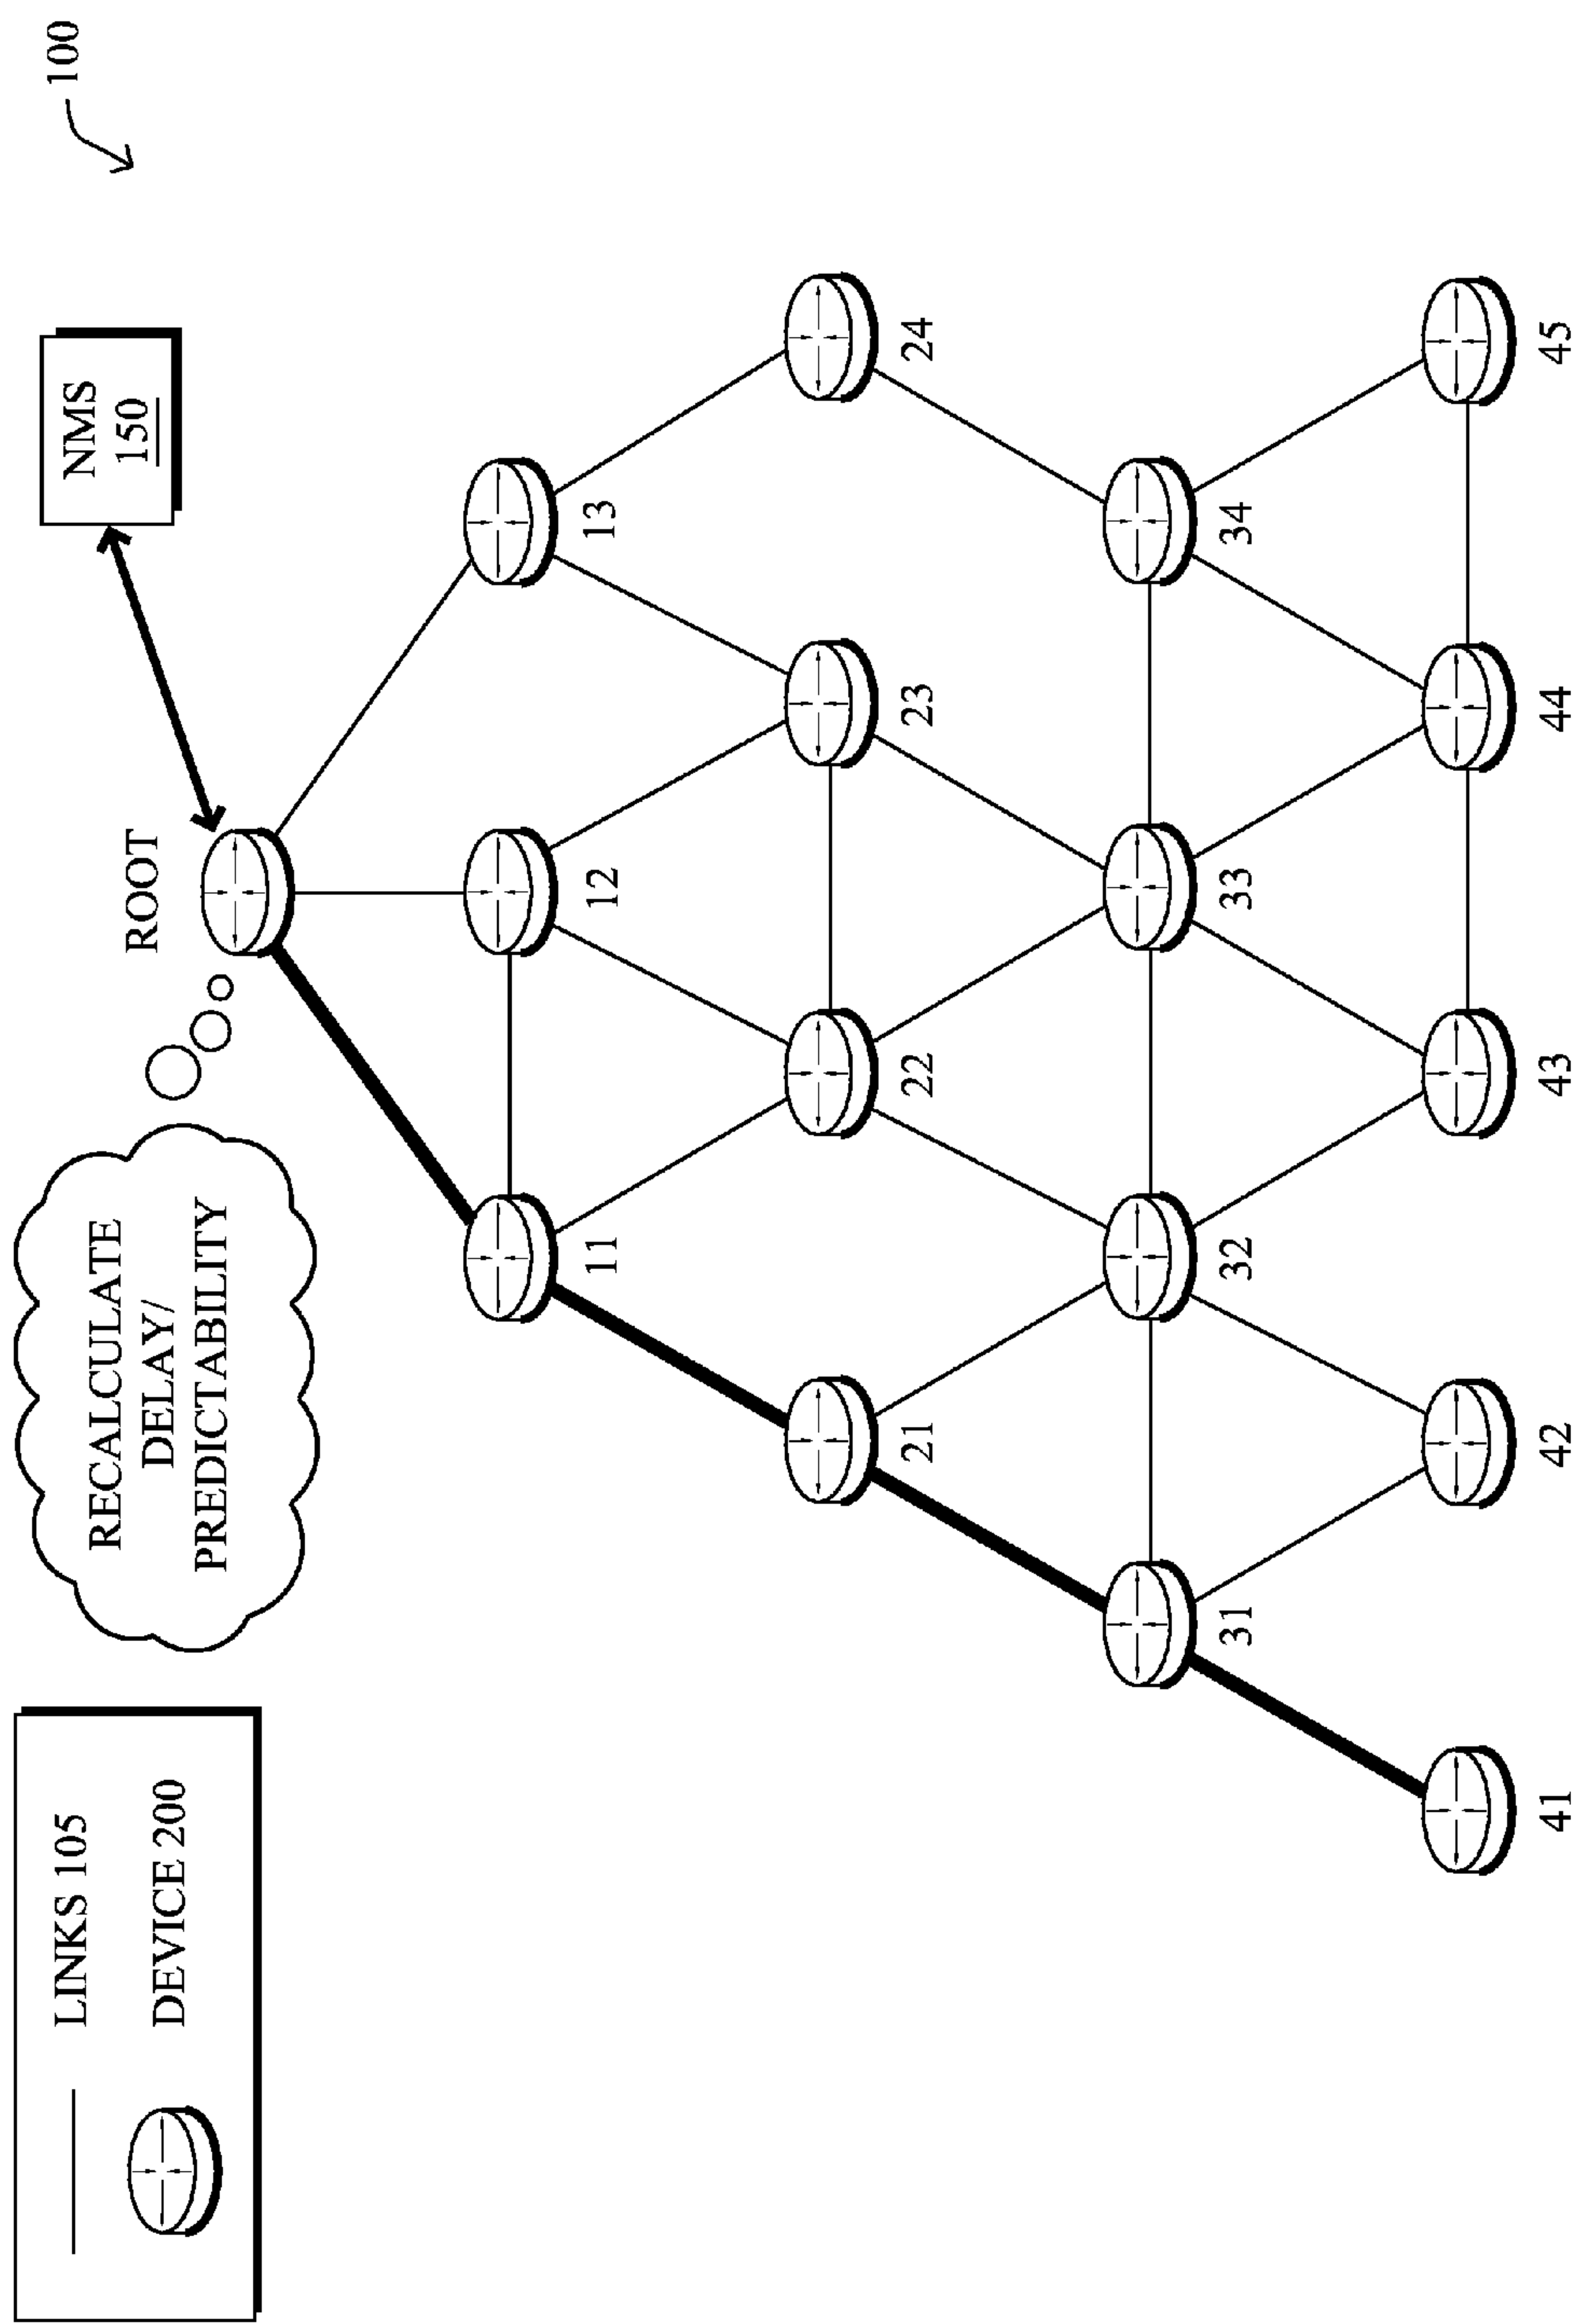 LINKS 105
DEVICE 200
RECALCULATE
DELAY/
PREDICTABILITY
ROOT
NMS
150
100
11
12
13
21
22
23
24
31
32
33
34
41
42
43
44
45